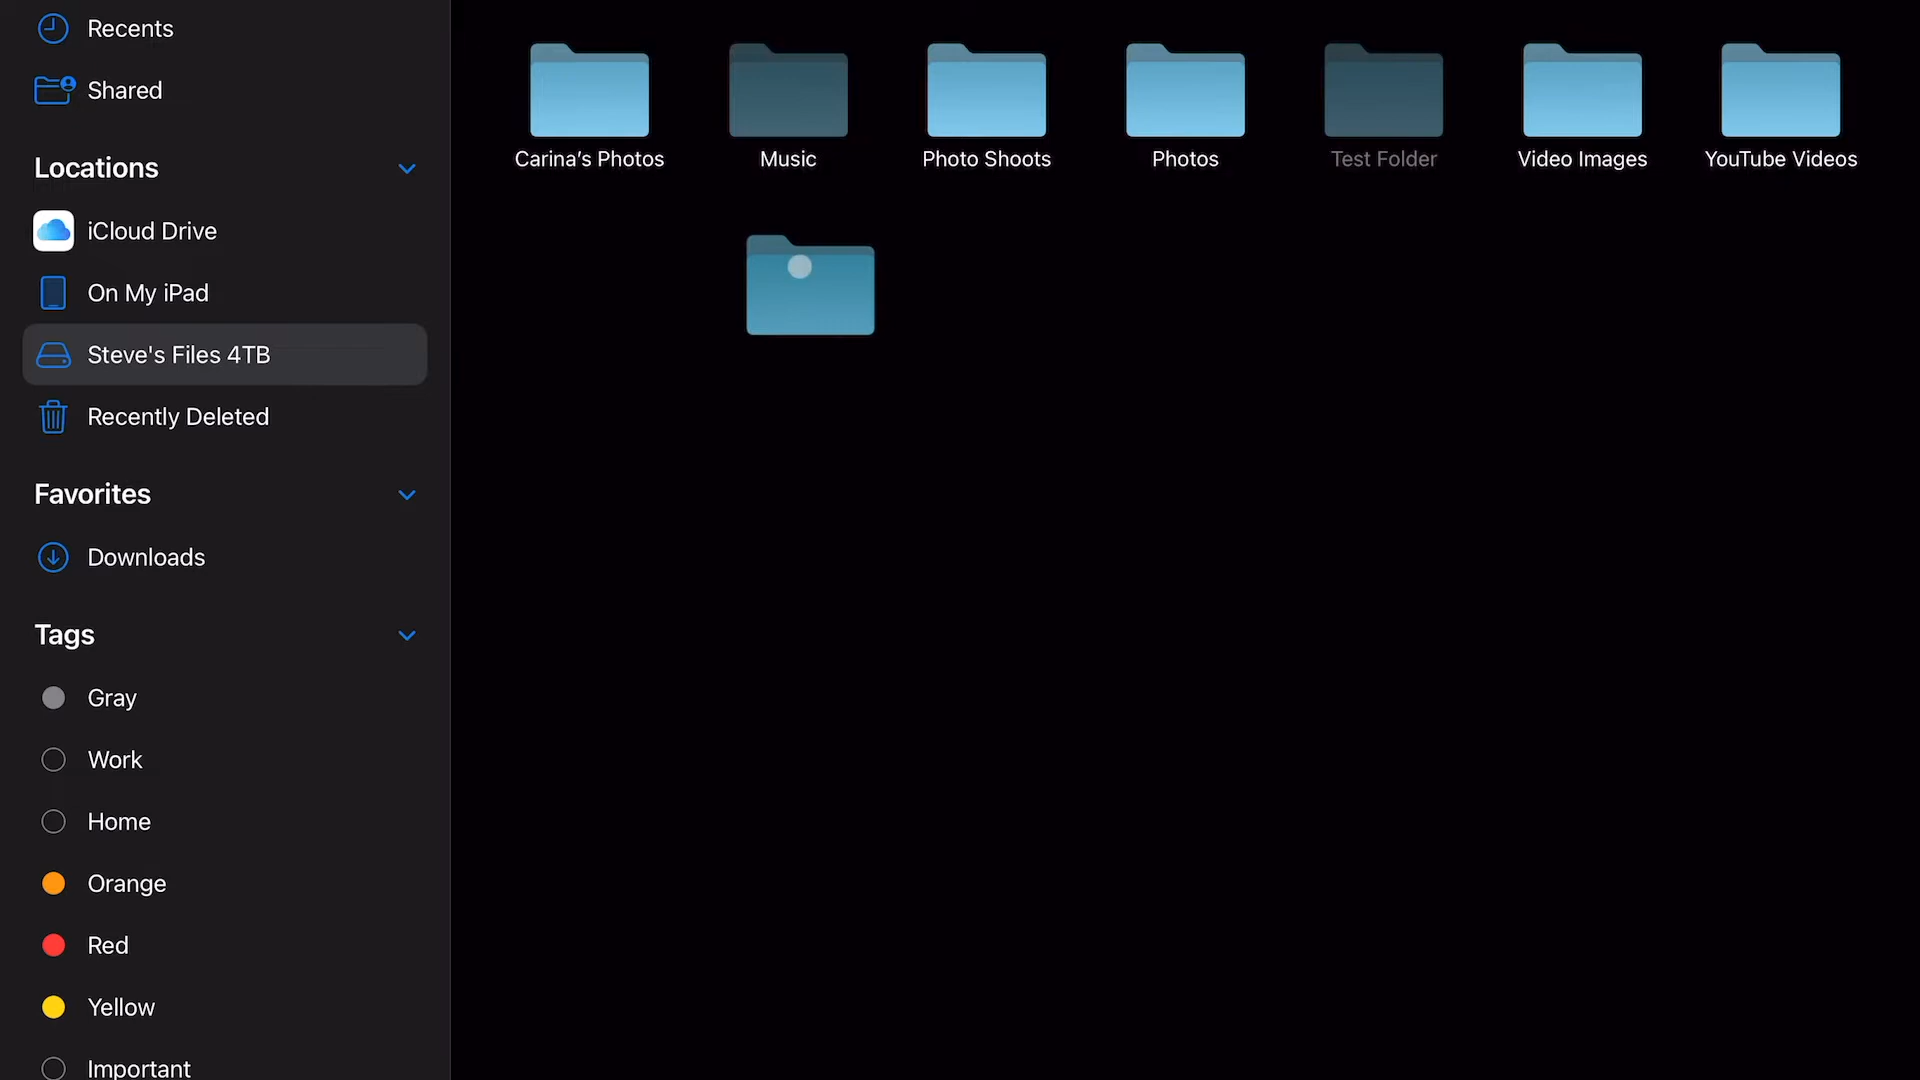 Recents
Shared
Locations
iCloud Drive
On My iPad
Steve's Files 4TB
Recently Deleted
Favorites
Downloads
Tags
Gray
Work
Home
Orange
Red
Yellow
Important
Carina’s Photos
Music
Photo Shoots
Photos
Test Folder
Video Images
YouTube Videos